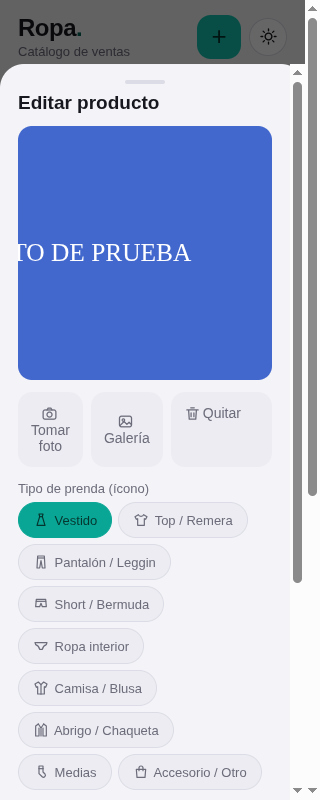 Ropa.
Catálogo de ventas
Editar producto
TO DE PRUEBA
Tomar
foto
Galería
Quitar
Tipo de prenda (ícono)
Vestido
Top / Remera
Pantalón / Leggin
Short / Bermuda
Ropa interior
Camisa / Blusa
Abrigo / Chaqueta
Medias
Accesorio / Otro